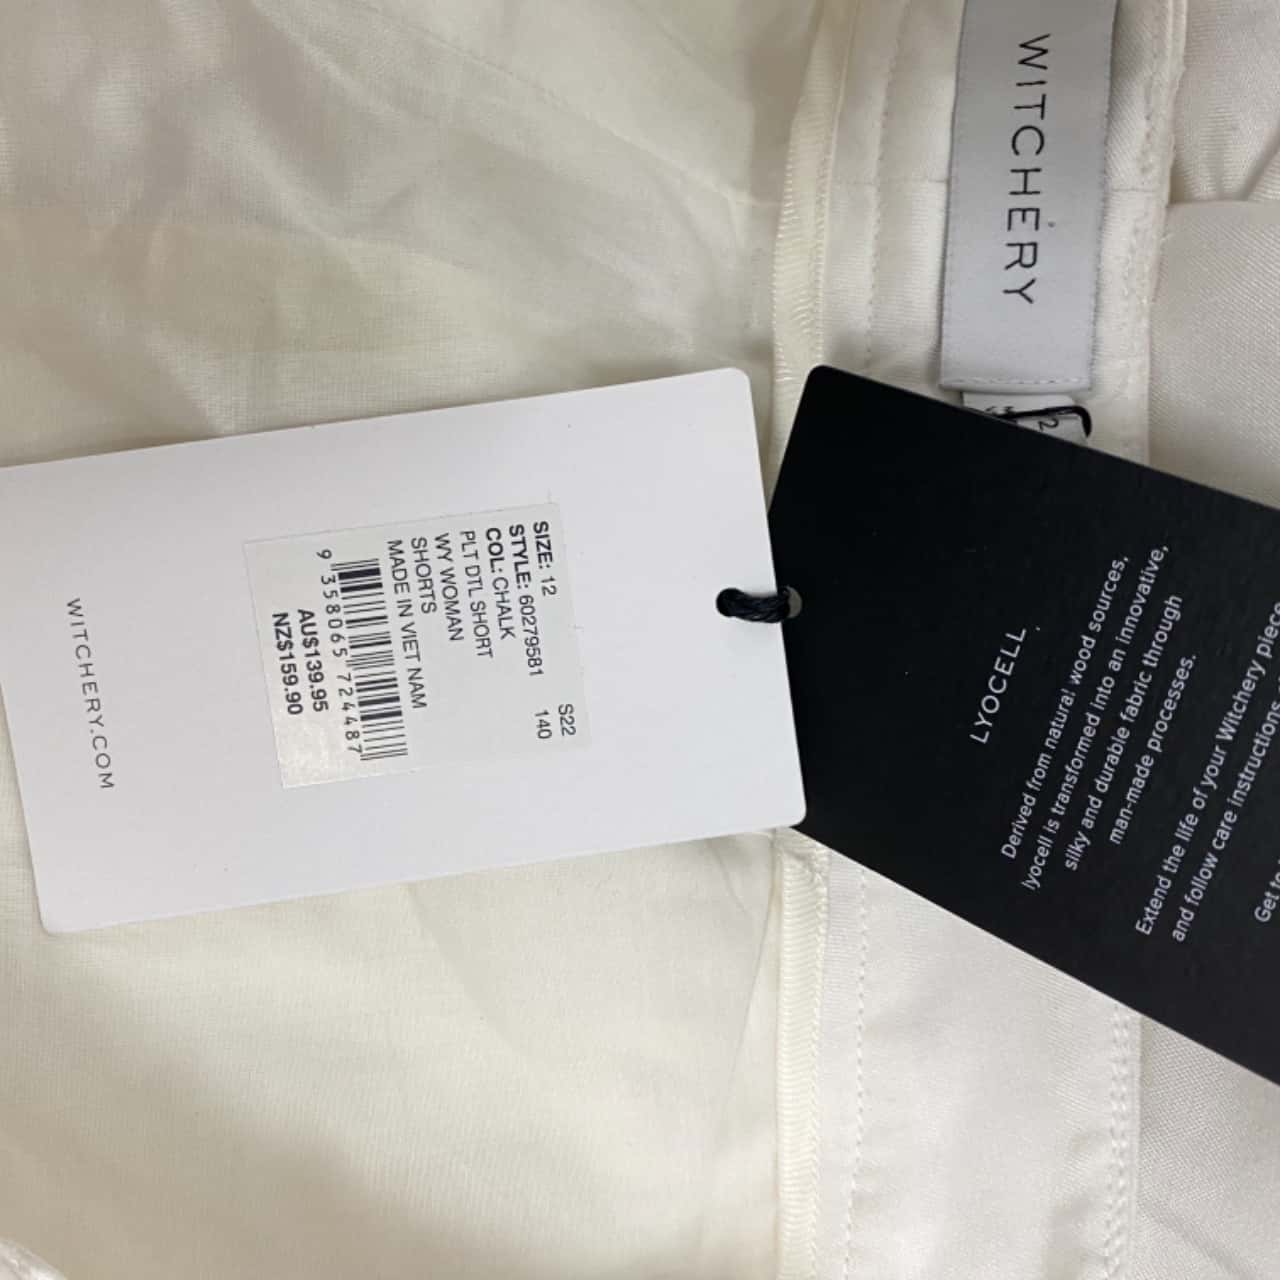 WITCHERY
SIZE: 12
STYLE: 60279581
COL: CHALK
PLT DTL SHORT
WY WOMAN
SHORTS
MADE IN VIET NAM
S22
140
9 358065 724487
AU$139.95
NZ$159.90
WITCHERY.COM
LYOCELL
Derived from natural wood sources,
lyocell is transformed into an innovative,
silky and durable fabric through
man-made processes.
Extend the life of your Witchery piece
and follow care instructions
Get to